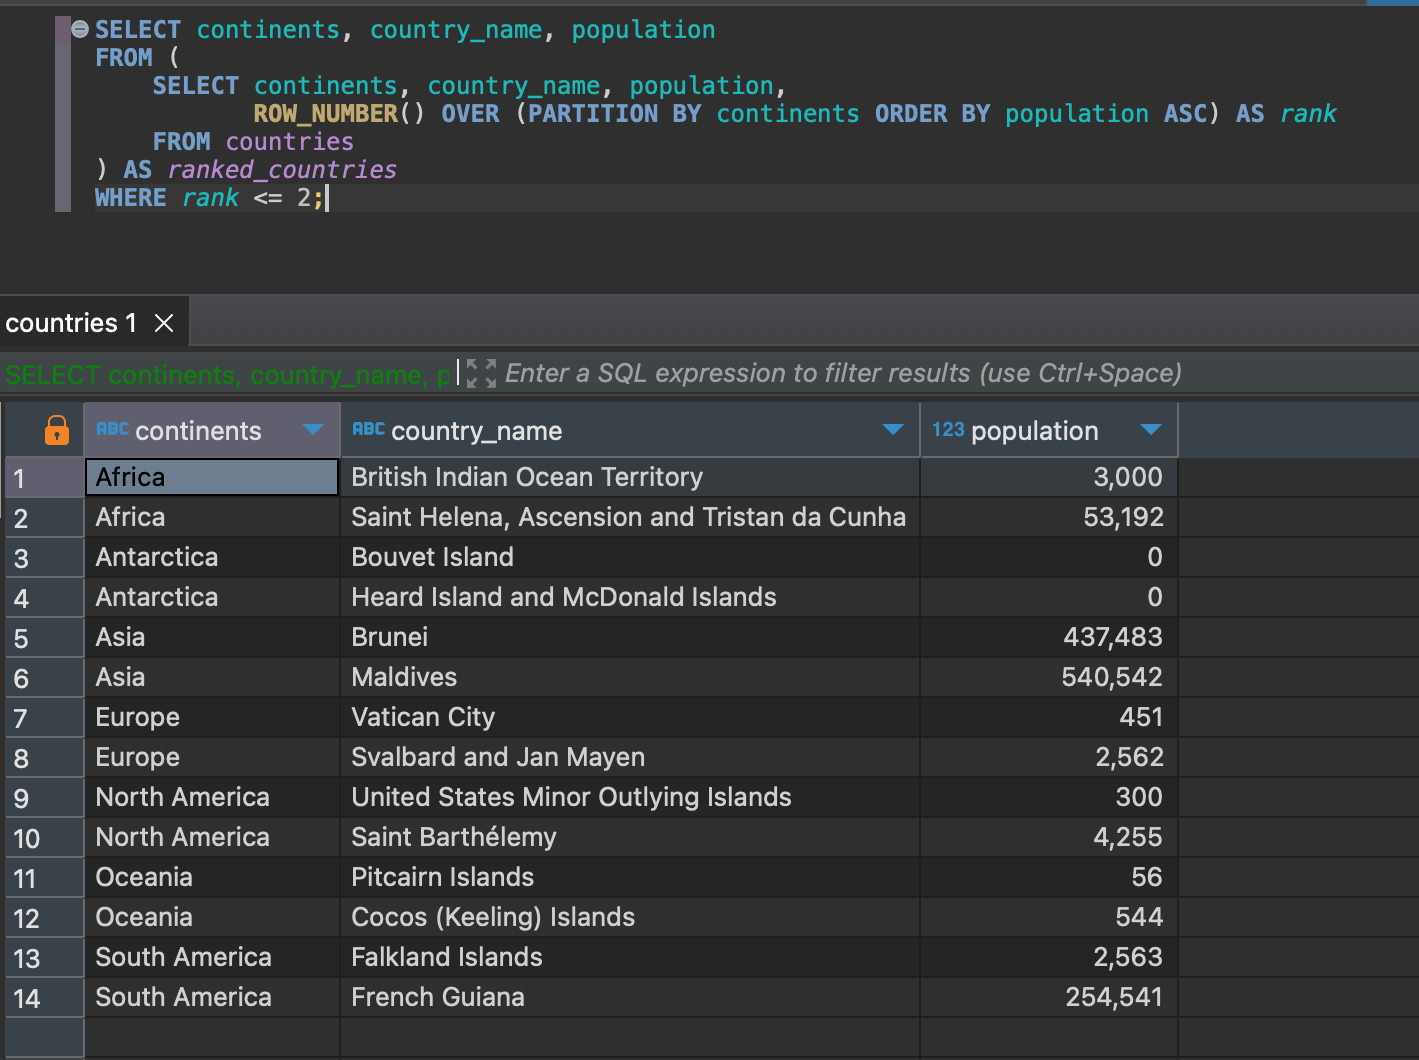 SELECT continents, country_name, population
FROM (
SELECT continents, country_name, population,
ROW_NUMBER() OVER (PARTITION BY continents ORDER BY population ASC) AS rank
FROM countries
) AS ranked_countries
WHERE rank <= 2;
countries 1
SELECT continents, country_name, p
Enter a SQL expression to filter results (use Ctrl+Space)
ABC continents ABC country_name 123 population
1 Africa British Indian Ocean Territory 3,000
2 Africa Saint Helena, Ascension and Tristan da Cunha 53,192
3 Antarctica Bouvet Island 0
4 Antarctica Heard Island and McDonald Islands 0
5 Asia Brunei 437,483
6 Asia Maldives 540,542
7 Europe Vatican City 451
8 Europe Svalbard and Jan Mayen 2,562
9 North America United States Minor Outlying Islands 300
10 North America Saint Barthélemy 4,255
11 Oceania Pitcairn Islands 56
12 Oceania Cocos (Keeling) Islands 544
13 South America Falkland Islands 2,563
14 South America French Guiana 254,541